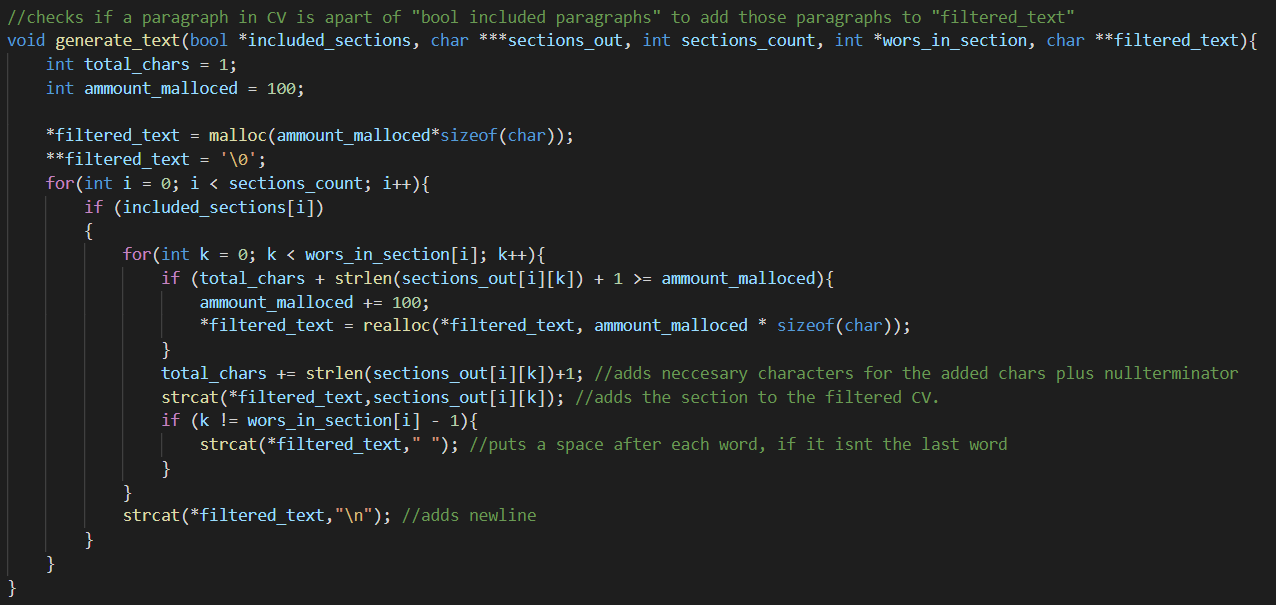 //checks if a paragraph in CV is apart of "bool included paragraphs" to add those paragraphs to "filtered_text"
void generate_text(bool *included_sections, char ***sections_out, int sections_count, int *wors_in_section, char **filtered_text){
    int total_chars = 1;
    int ammount_malloced = 100;

    *filtered_text = malloc(ammount_malloced*sizeof(char));
    **filtered_text = '\0';
    for(int i = 0; i < sections_count; i++){
        if (included_sections[i])
        {
            for(int k = 0; k < wors_in_section[i]; k++){
                if (total_chars + strlen(sections_out[i][k]) + 1 >= ammount_malloced){
                    ammount_malloced += 100;
                    *filtered_text = realloc(*filtered_text, ammount_malloced * sizeof(char));
                }
                total_chars += strlen(sections_out[i][k])+1; //adds neccesary characters for the added chars plus nullterminator
                strcat(*filtered_text,sections_out[i][k]); //adds the section to the filtered CV.
                if (k != wors_in_section[i] - 1){
                    strcat(*filtered_text," "); //puts a space after each word, if it isnt the last word
                }
            }
            strcat(*filtered_text,"\n"); //adds newline
        }
    }
}